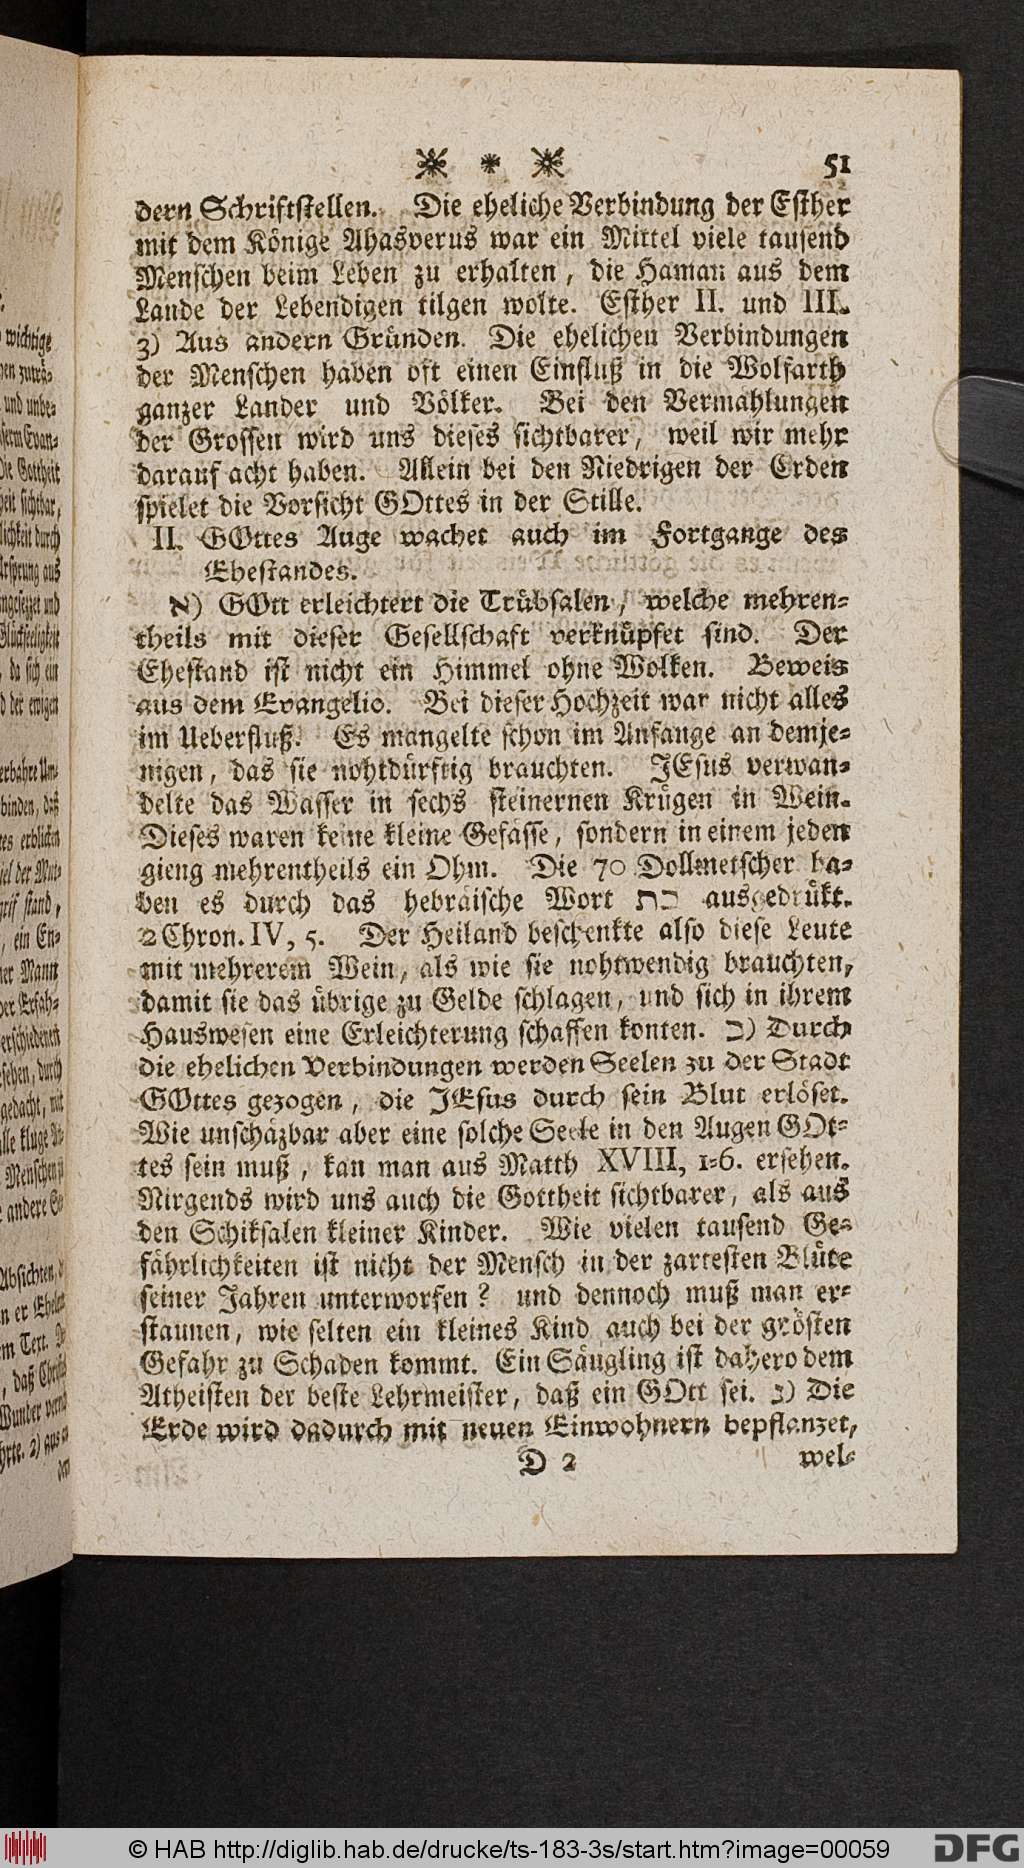 51
dern Schriftstellen. Die eheliche Verbindung der Esther
mit dem Könige Ahasverus war ein Mittel viele tausend
Menschen beim Leben zu erhalten, die Haman aus dem
Lande der Lebendigen tilgen wolte. Esther II. und III.
3) Aus andern Gründen. Die ehelichen Verbindungen
der Menschen haben oft einen Einfluß in die Wolfarth
ganzer Länder und Völker. Bei den Vermählungen
der Grossen wird uns dieses sichtbarer, weil wir mehr
darauf acht haben. Allein bei den Niedrigen der Erden
spielet die Vorsicht GOttes in der Stille.
II. GOttes Auge wachet auch im Fortgange des
Ehestandes.
א) GOtt erleichtert die Trübsalen, welche mehren-
theils mit dieser Gesellschaft verknüpfet sind. Der
Ehestand ist nicht ein Himmel ohne Wolken. Beweis
aus dem Evangelio. Bei dieser Hochzeit war nicht alles
im Ueberfluß. Es mangelte schon im Anfange an demje-
nigen, das sie nohtdürftig brauchten. JEsus verwan-
delte das Wasser in sechs steinernen Krügen in Wein.
Dieses waren keine kleine Gefässe, sondern in einem jeden
gieng mehrentheils ein Ohm. Die 70 Dollmetscher ha-
ben es durch das hebräische Wort בת ausgedrükt.
2 Chron. IV, 5. Der Heiland beschenkte also diese Leute
mit mehrerem Wein, als wie sie nohtwendig brauchten,
damit sie das übrige zu Gelde schlagen, und sich in ihrem
Hauswesen eine Erleichterung schaffen konten. ב) Durch
die ehelichen Verbindungen werden Seelen zu der Stadt
GOttes gezogen, die JEsus durch sein Blut erlöset.
Wie unschäzbar aber eine solche Seele in den Augen GOt-
tes sein muß, kan man aus Matth XVIII, 1-6. ersehen.
Nirgends wird uns auch die Gottheit sichtbarer, als aus
den Schiksalen kleiner Kinder. Wie vielen tausend Ge-
fährlichkeiten ist nicht der Mensch in der zartesten Blüte
seiner Jahren unterworfen? und dennoch muß man er-
staunen, wie selten ein kleines Kind auch bei der grösten
Gefahr zu Schaden kommt. Ein Säugling ist dahero dem
Atheisten der beste Lehrmeister, daß ein GOtt sei. ג) Die
Erde wird dadurch mit neuen Einwohnern bepflanzet,
D 2 wel-
© HAB http://diglib.hab.de/drucke/ts-183-3s/start.htm?image=00059
DFG